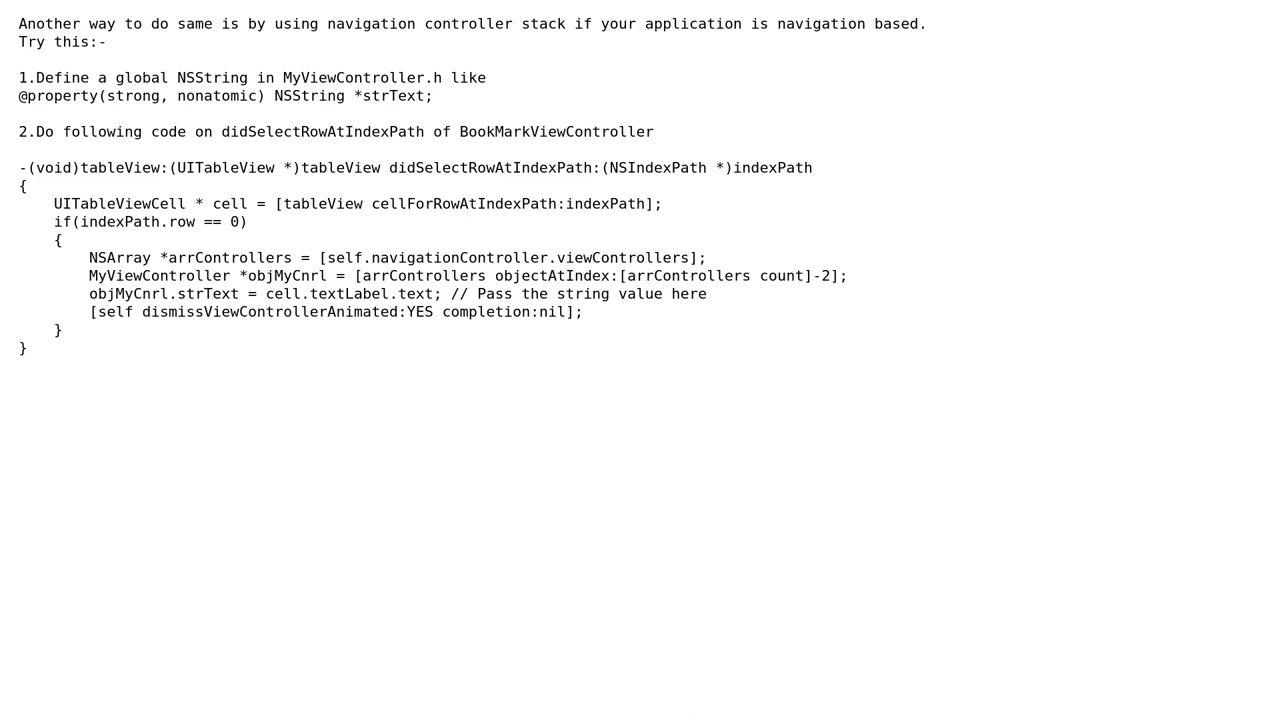 Another way to do same is by using navigation controller stack if your application is navigation based.
Try this:-

1.Define a global NSString in MyViewController.h like
@property(strong, nonatomic) NSString *strText;

2.Do following code on didSelectRowAtIndexPath of BookMarkViewController

-(void)tableView:(UITableView *)tableView didSelectRowAtIndexPath:(NSIndexPath *)indexPath
{
    UITableViewCell * cell = [tableView cellForRowAtIndexPath:indexPath];
    if(indexPath.row == 0)
    {
        NSArray *arrControllers = [self.navigationController.viewControllers];
        MyViewController *objMyCnrl = [arrControllers objectAtIndex:[arrControllers count]-2];
        objMyCnrl.strText = cell.textLabel.text; // Pass the string value here
        [self dismissViewControllerAnimated:YES completion:nil];
    }
}